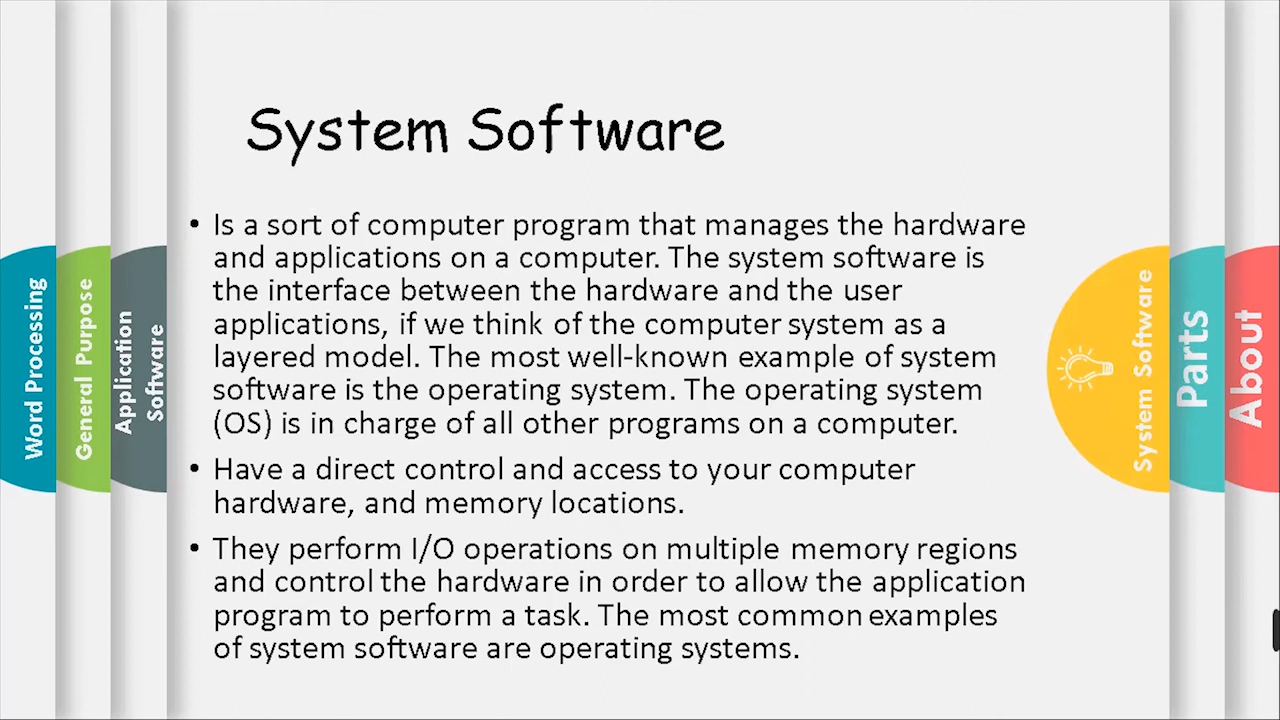 System Software
• Is a sort of computer program that manages the hardware
and applications on a computer. The system software is
the interface between the hardware and the user
applications, if we think of the computer system as a
layered model. The most well-known example of system
software is the operating system. The operating system
(OS) is in charge of all other programs on a computer.
• Have a direct control and access to your computer
hardware, and memory locations.
• They perform I/O operations on multiple memory regions
and control the hardware in order to allow the application
program to perform a task. The most common examples
of system software are operating systems.
Word Processing
General Purpose
Application
Software
System Software
Parts
About